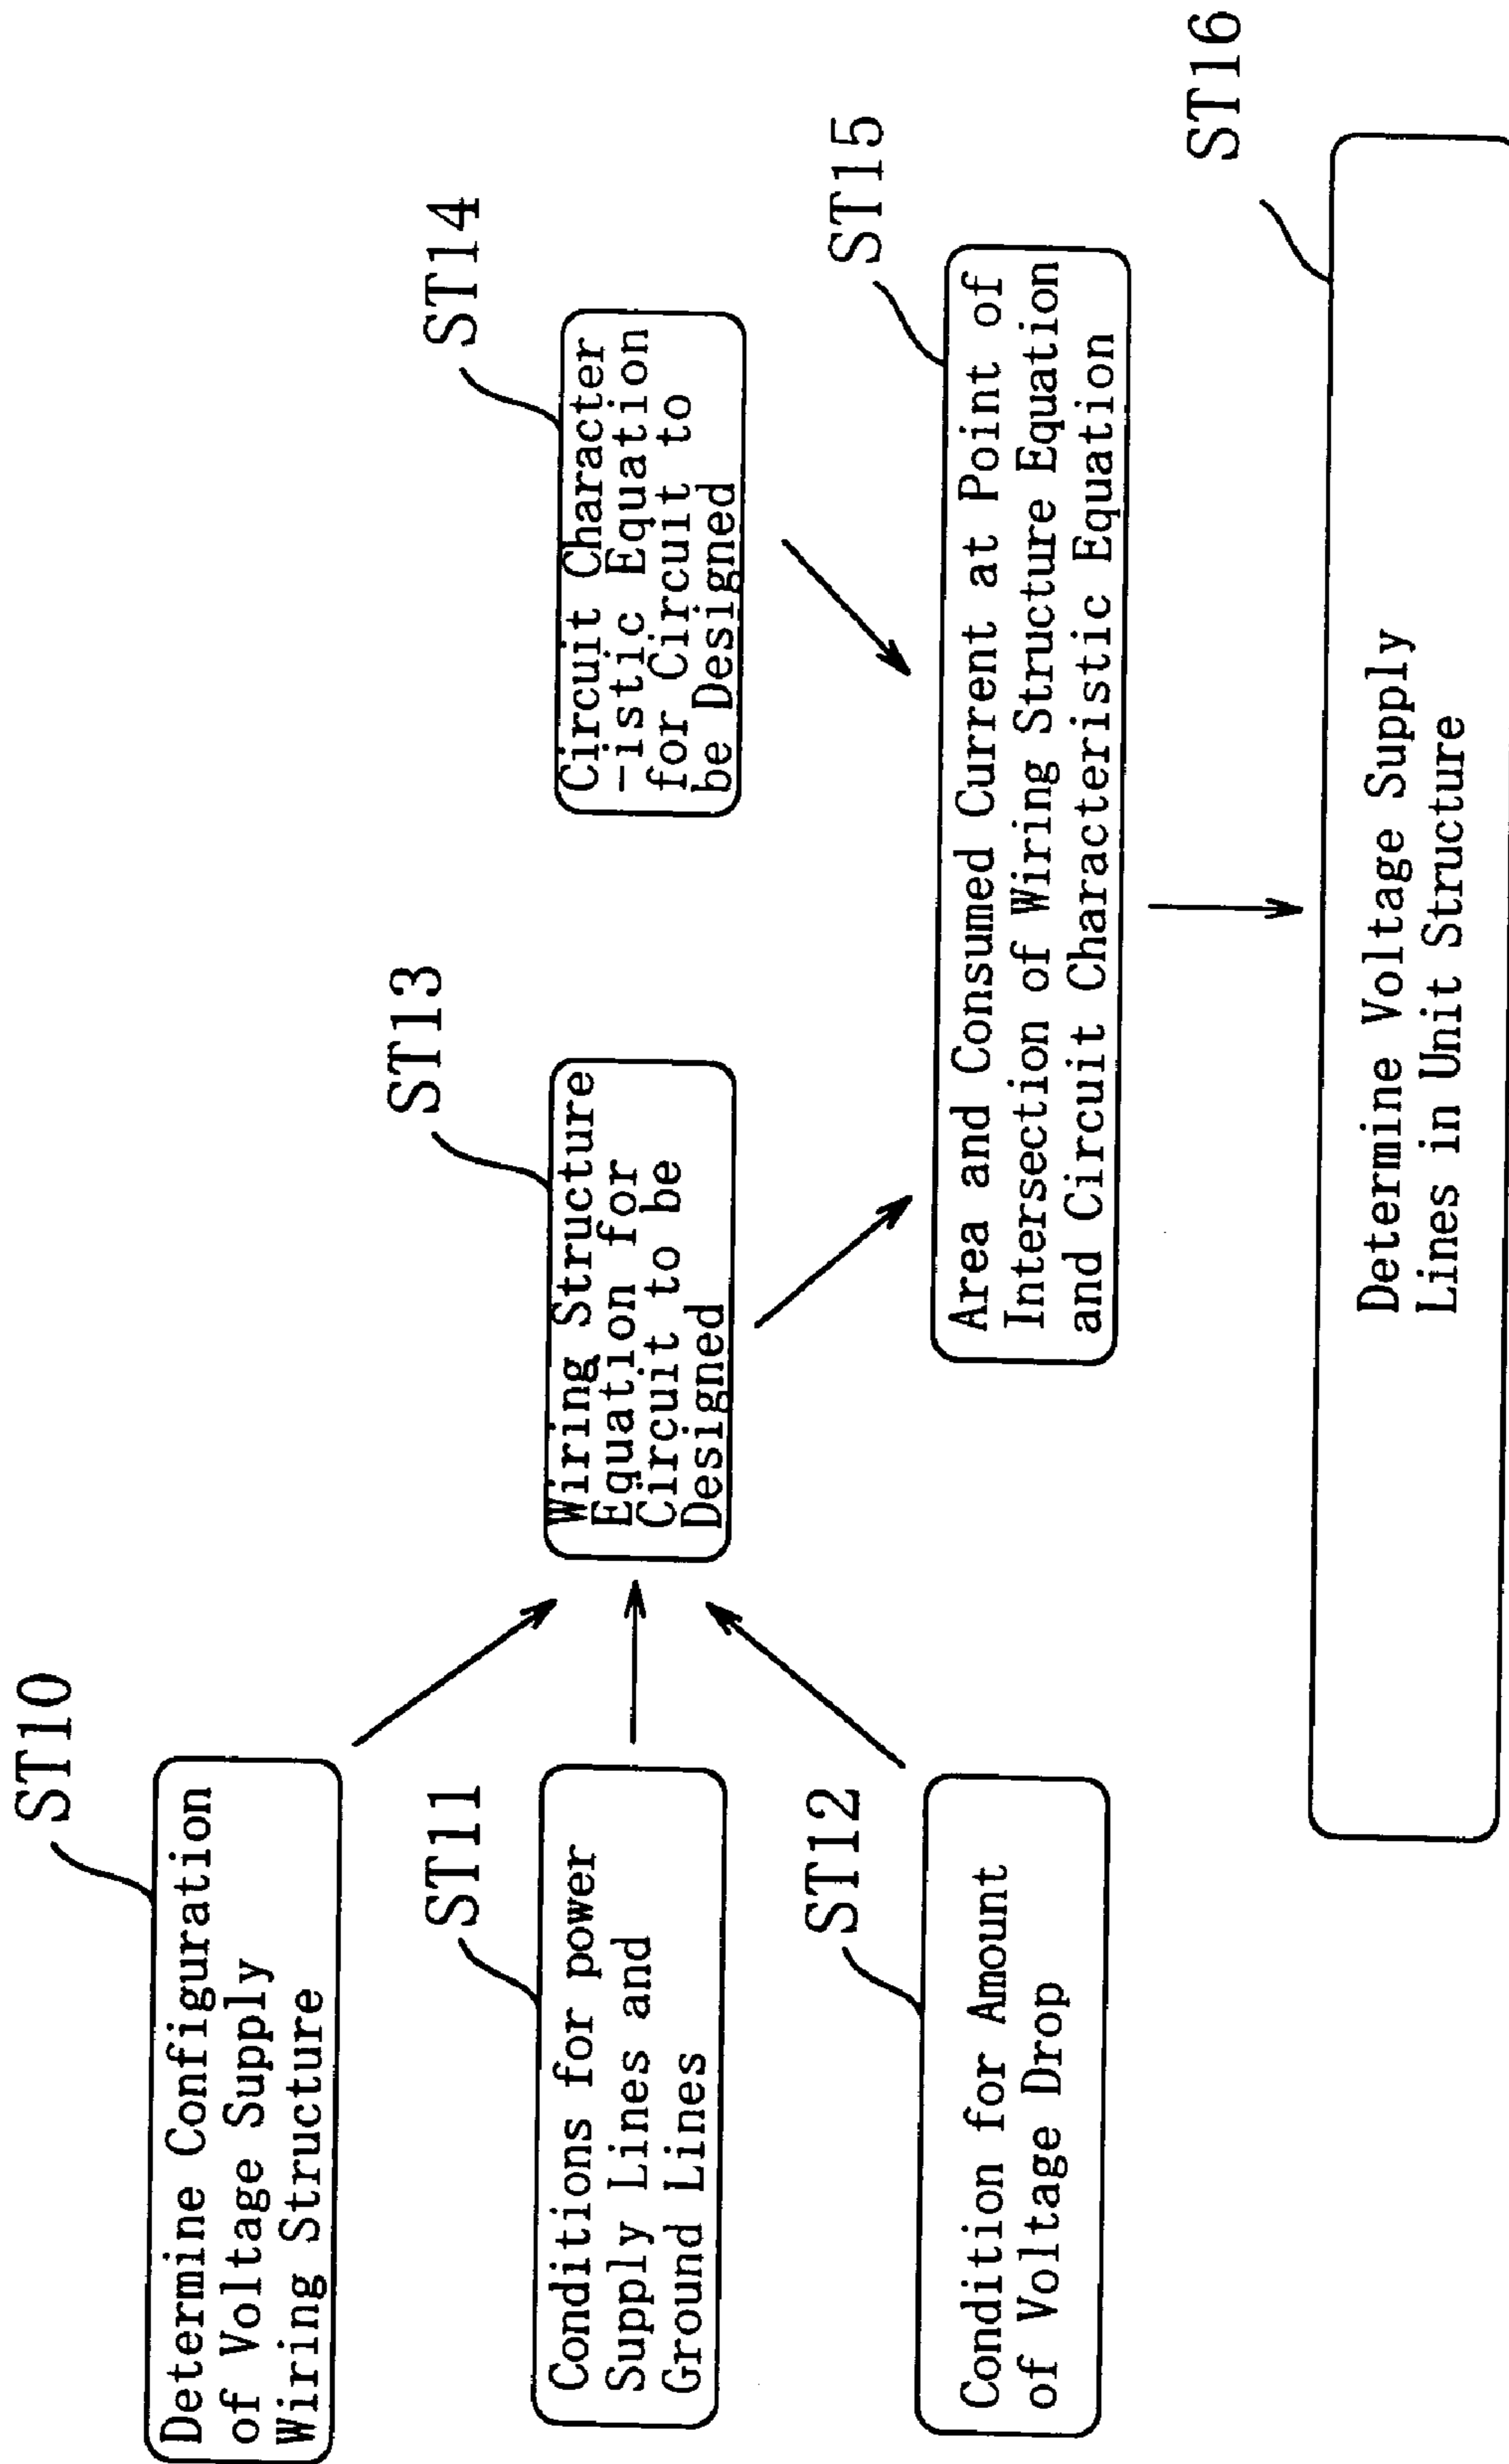 ST10
Determine Configuration
of Voltage Supply
Wiring Structure
ST11
Conditions for power
Supply Lines and
Ground Lines
ST12
Condition for Amount
of Voltage Drop
ST13
Wiring Structure
Equation for
Circuit to be
Designed
ST14
Circuit Character
-istic Equation
for Circuit to
be Designed
ST15
Area and Consumed Current at Point of
Intersection of Wiring Structure Equation
and Circuit Characteristic Equation
ST16
Determine Voltage Supply
Lines in Unit Structure